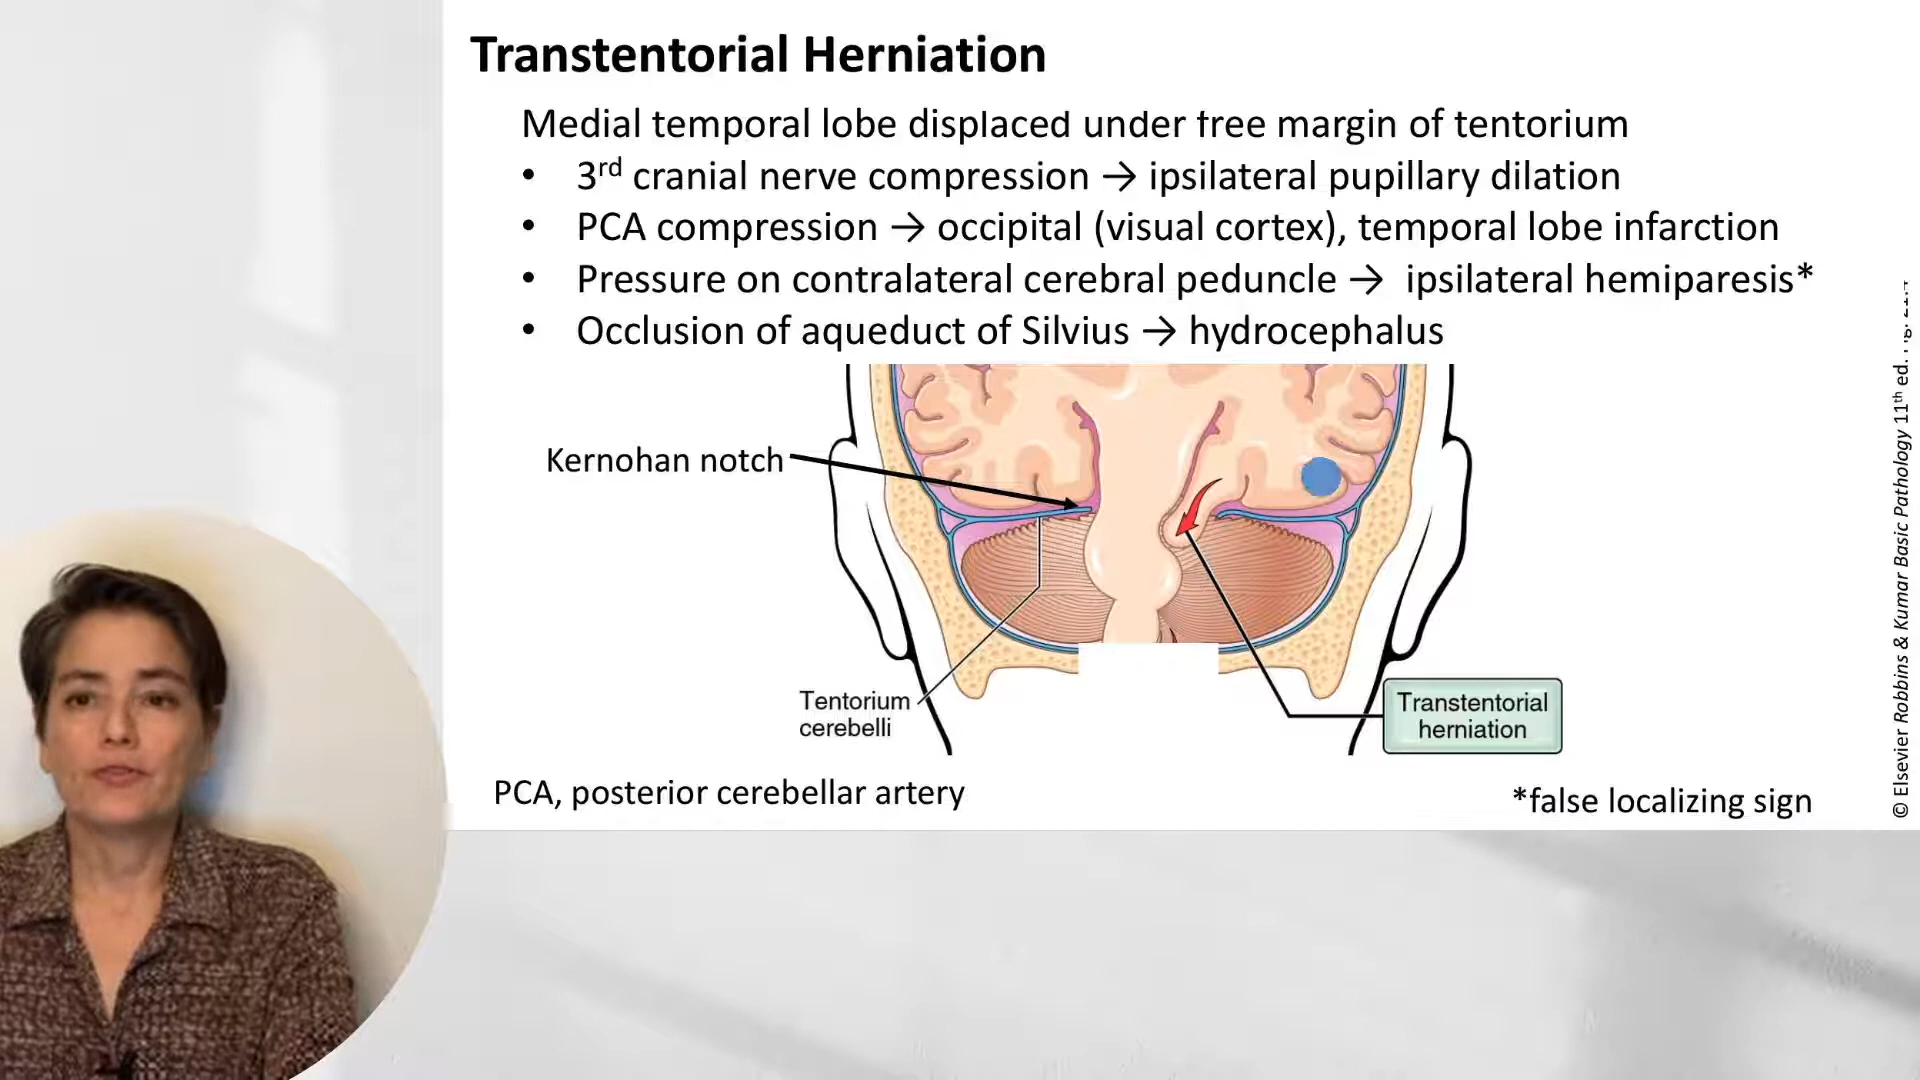 Transtentorial Herniation
Medial temporal lobe displaced under free margin of tentorium
• 3rd cranial nerve compression → ipsilateral pupillary dilation
• PCA compression → occipital (visual cortex), temporal lobe infarction
• Pressure on contralateral cerebral peduncle → ipsilateral hemiparesis*
• Occlusion of aqueduct of Silvius → hydrocephalus
Kernohan notch
Tentorium
cerebelli
Transtentorial
herniation
PCA, posterior cerebellar artery
*false localizing sign
© Elsevier Robbins & Kumar Basic Pathology 11th ed.